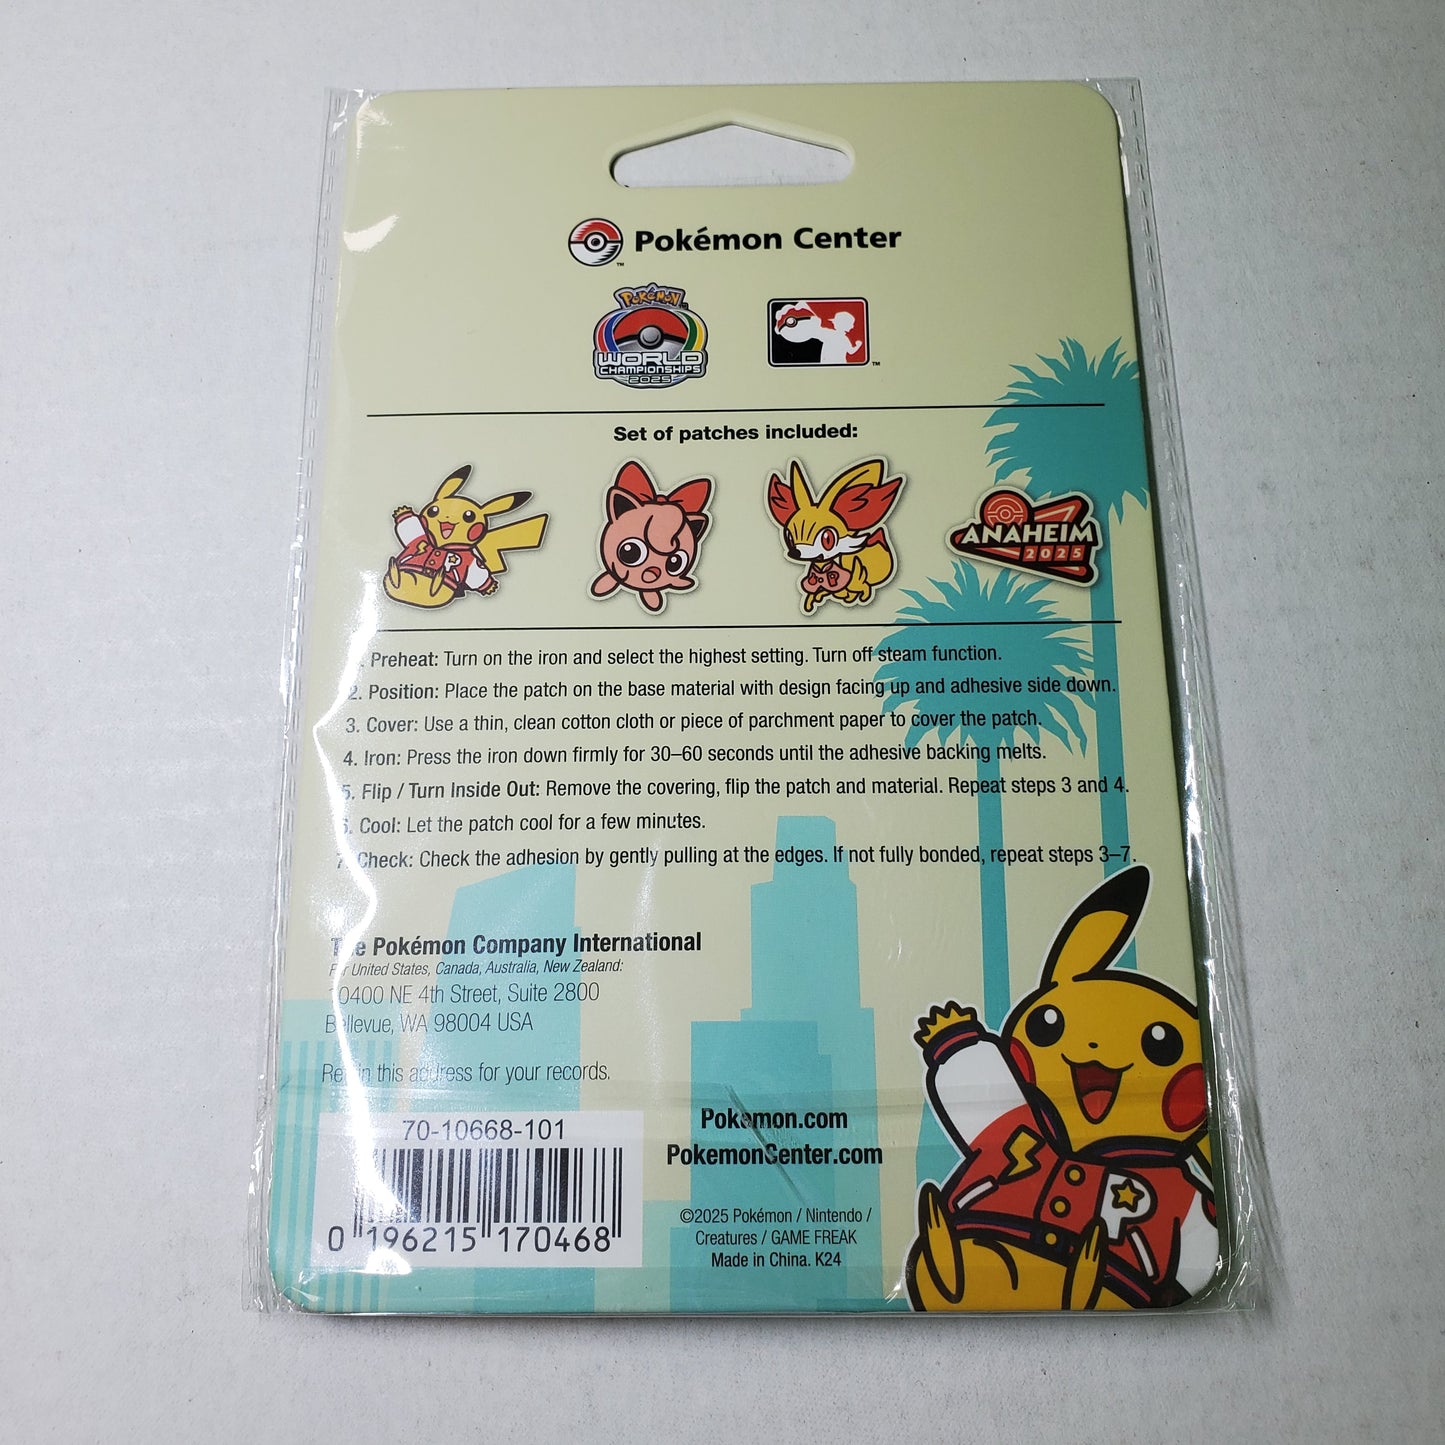 Pokémon Center
TM
POKéMON
WORLD
CHAMPIONSHIPS
2025
TM
Set of patches included:
P
P
ANAHEIM
2025
Preheat: Turn on the iron and select the highest setting. Turn off steam function.
2. Position: Place the patch on the base material with design facing up and adhesive side down.
3. Cover: Use a thin, clean cotton cloth or piece of parchment paper to cover the patch.
4. Iron: Press the iron down firmly for 30–60 seconds until the adhesive backing melts.
5. Flip / Turn Inside Out: Remove the covering, flip the patch and material. Repeat steps 3 and 4.
6. Cool: Let the patch cool for a few minutes.
7. Check: Check the adhesion by gently pulling at the edges. If not fully bonded, repeat steps 3–7.
The Pokémon Company International
For United States, Canada, Australia, New Zealand:
10400 NE 4th Street, Suite 2800
Bellevue, WA 98004 USA
Retain this address for your records.
70-10668-101
0 196215 170468
Pokemon.com
PokemonCenter.com
©2025 Pokémon / Nintendo /
Creatures / GAME FREAK
Made in China. K24
P